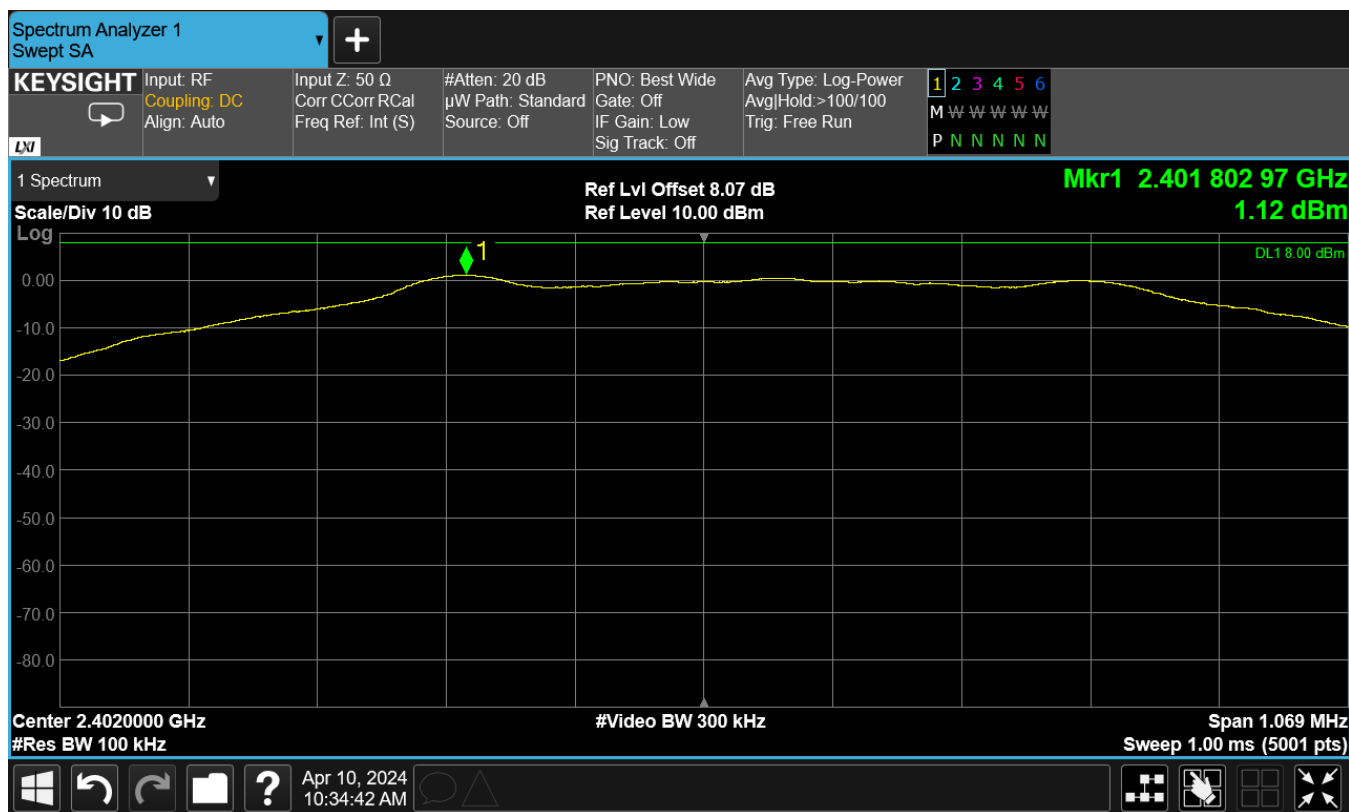 Spectrum Analyzer 1
Swept SA
KEYSIGHT
LXI
Input: RF
Coupling: DC
Align: Auto
Input Z: 50 Ω
Corr CCorr RCal
Freq Ref: Int (S)
#Atten: 20 dB
µW Path: Standard
Source: Off
PNO: Best Wide
Gate: Off
IF Gain: Low
Sig Track: Off
Avg Type: Log-Power
Avg|Hold:>100/100
Trig: Free Run
1 2 3 4 5 6
M W W W W W
P N N N N N
1 Spectrum
Scale/Div 10 dB
Ref Lvl Offset 8.07 dB
Ref Level 10.00 dBm
Mkr1 2.401 802 97 GHz
1.12 dBm
Log
1
DL1 8.00 dBm
0.00
-10.0
-20.0
-30.0
-40.0
-50.0
-60.0
-70.0
-80.0
Center 2.4020000 GHz
#Res BW 100 kHz
#Video BW 300 kHz
Span 1.069 MHz
Sweep 1.00 ms (5001 pts)
?
Apr 10, 2024
10:34:42 AM